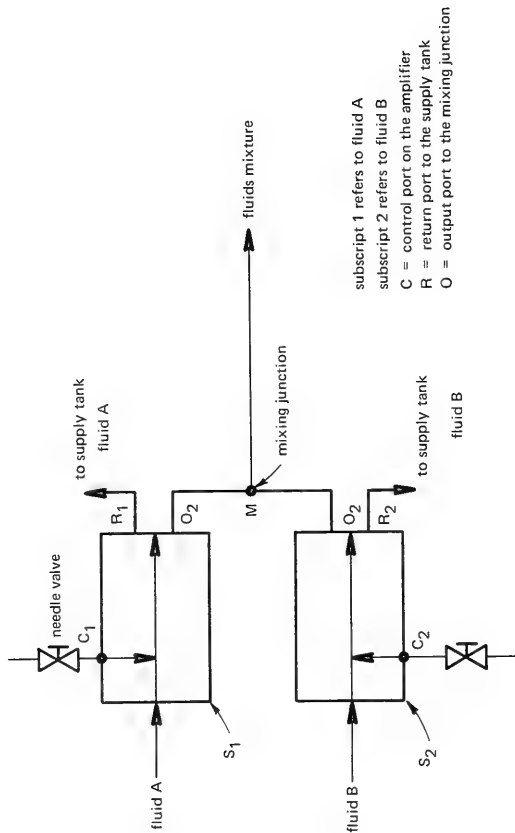 to supply tank
fluid A
needle valve
C1
R1
O2
fluid A
S1
M
mixing junction
fluids mixture
fluid B
S2
C2
O2
R2
to supply tank
fluid B
subscript 1 refers to fluid A
subscript 2 refers to fluid B
C = control port on the amplifier
R = return port to the supply tank
O = output port to the mixing junction